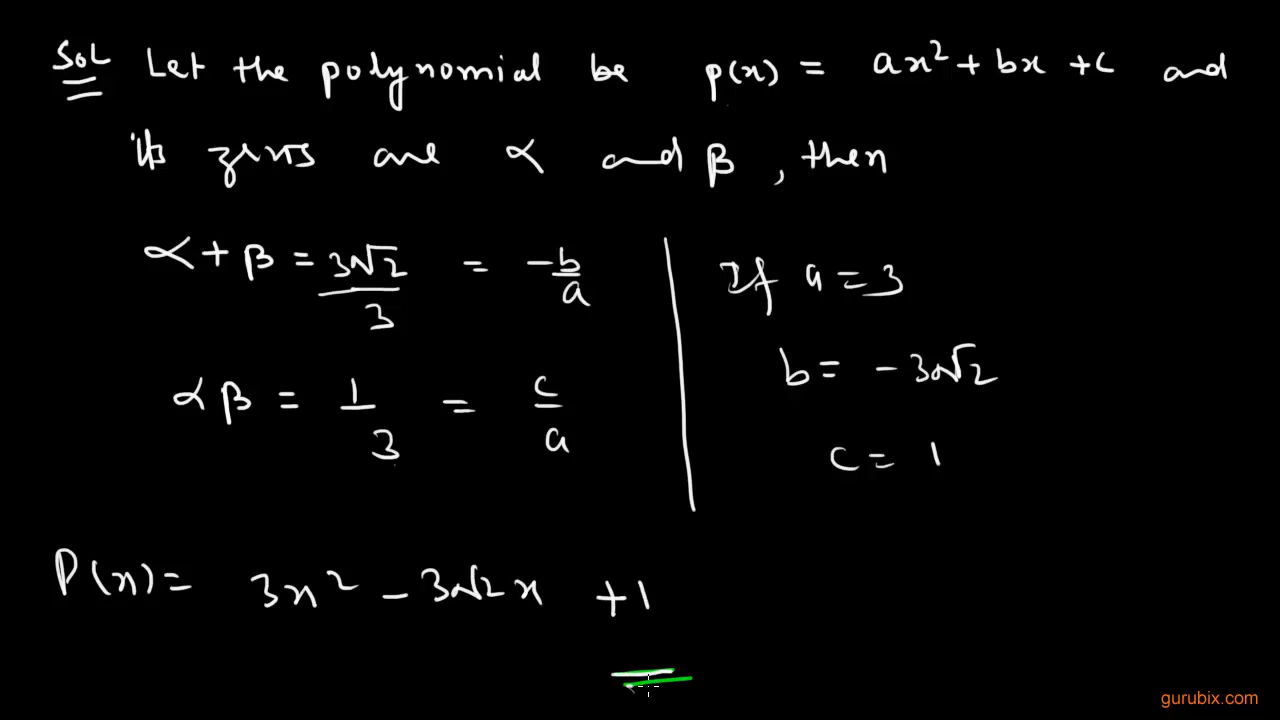 Sol Let the polynomial be p(x) = ax² + bx + c and
its zeros are α and β, then
α + β = 3√2/3 = -b/a
αβ = 1/3 = c/a
If a = 3
b = -3√2
c = 1
P(x) = 3x² - 3√2x + 1
gurubix.com